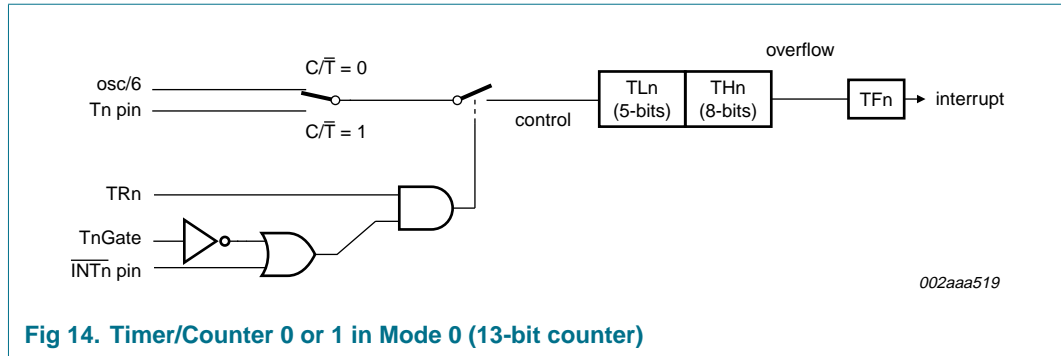 overflow
osc/6
C/T̅ = 0
Tn pin
C/T̅ = 1
control
TLn
(5-bits)
THn
(8-bits)
TFn
interrupt
TRn
TnGate
I̅N̅T̅n̅ pin
002aaa519
Fig 14. Timer/Counter 0 or 1 in Mode 0 (13-bit counter)